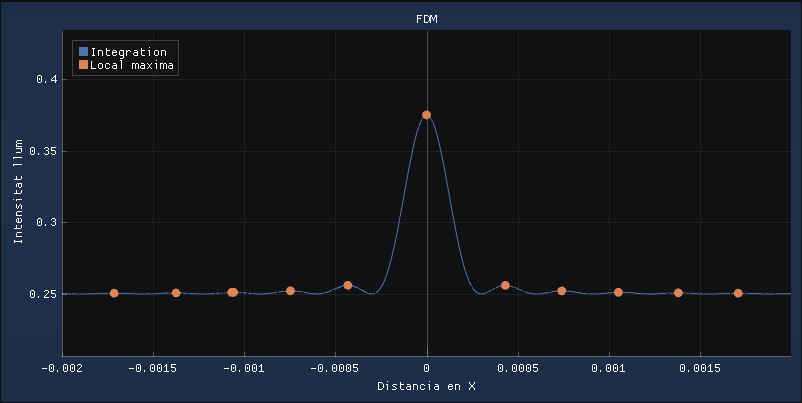 FDM
Integration
Local maxima
0.4
0.35
0.3
0.25
Intensitat llum
-0.002
-0.0015
-0.001
-0.0005
0
0.0005
0.001
0.0015
Distancia en X